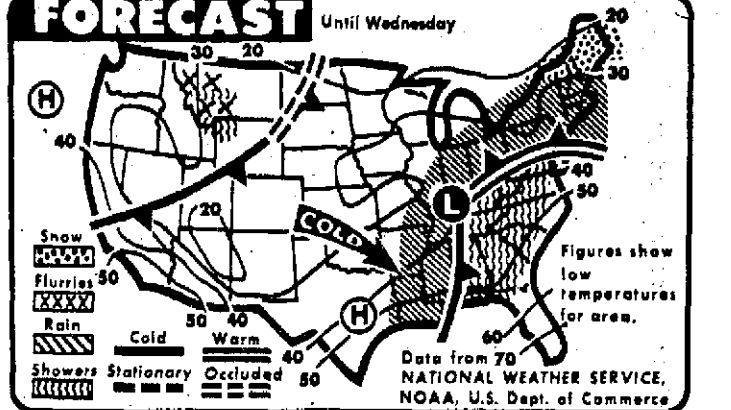 FORECAST Until Wednesday
30 20
20
30
H
40
40
50
L
20
COLD
Snow
50
Flurries
XXXX
Rain
Showers
50 40
H
40
50
60
70
Cold Warm
Stationary Occluded
Figures show
low
temperatures
for area.
Data from
NATIONAL WEATHER SERVICE,
NOAA, U.S. Dept. of Commerce